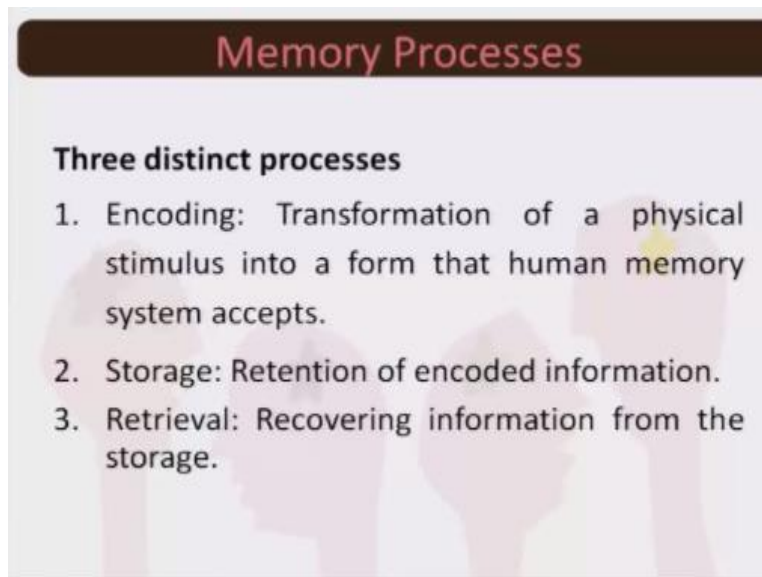 Memory Processes
Three distinct processes
1. Encoding: Transformation of a physical
stimulus into a form that human memory
system accepts.
2. Storage: Retention of encoded information.
3. Retrieval: Recovering information from the
storage.